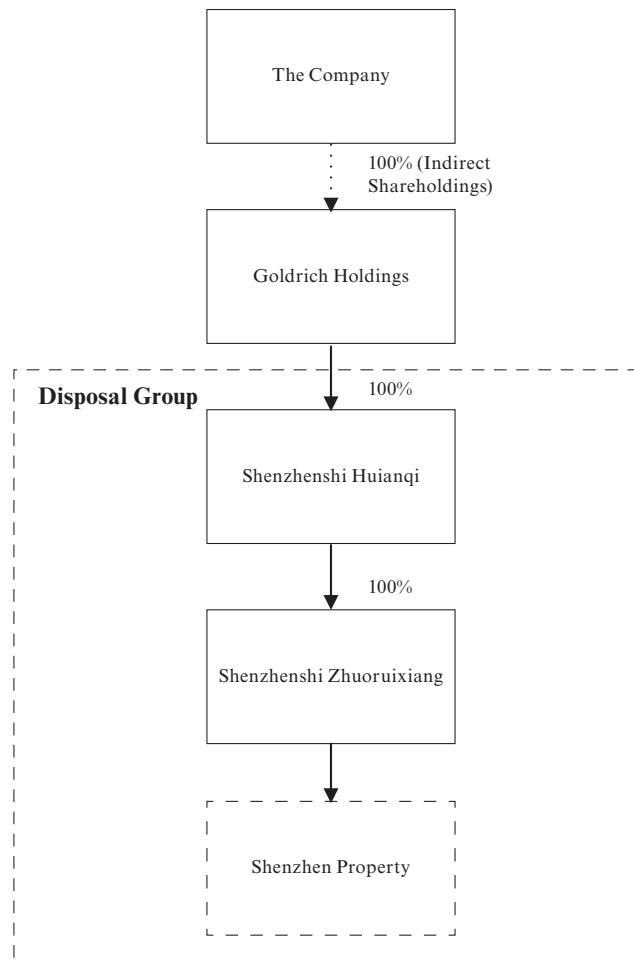 The Company
100% (Indirect
Shareholdings)
Goldrich Holdings
Disposal Group
100%
Shenzhenshi Huianqi
100%
Shenzhenshi Zhuoruixiang
Shenzhen Property